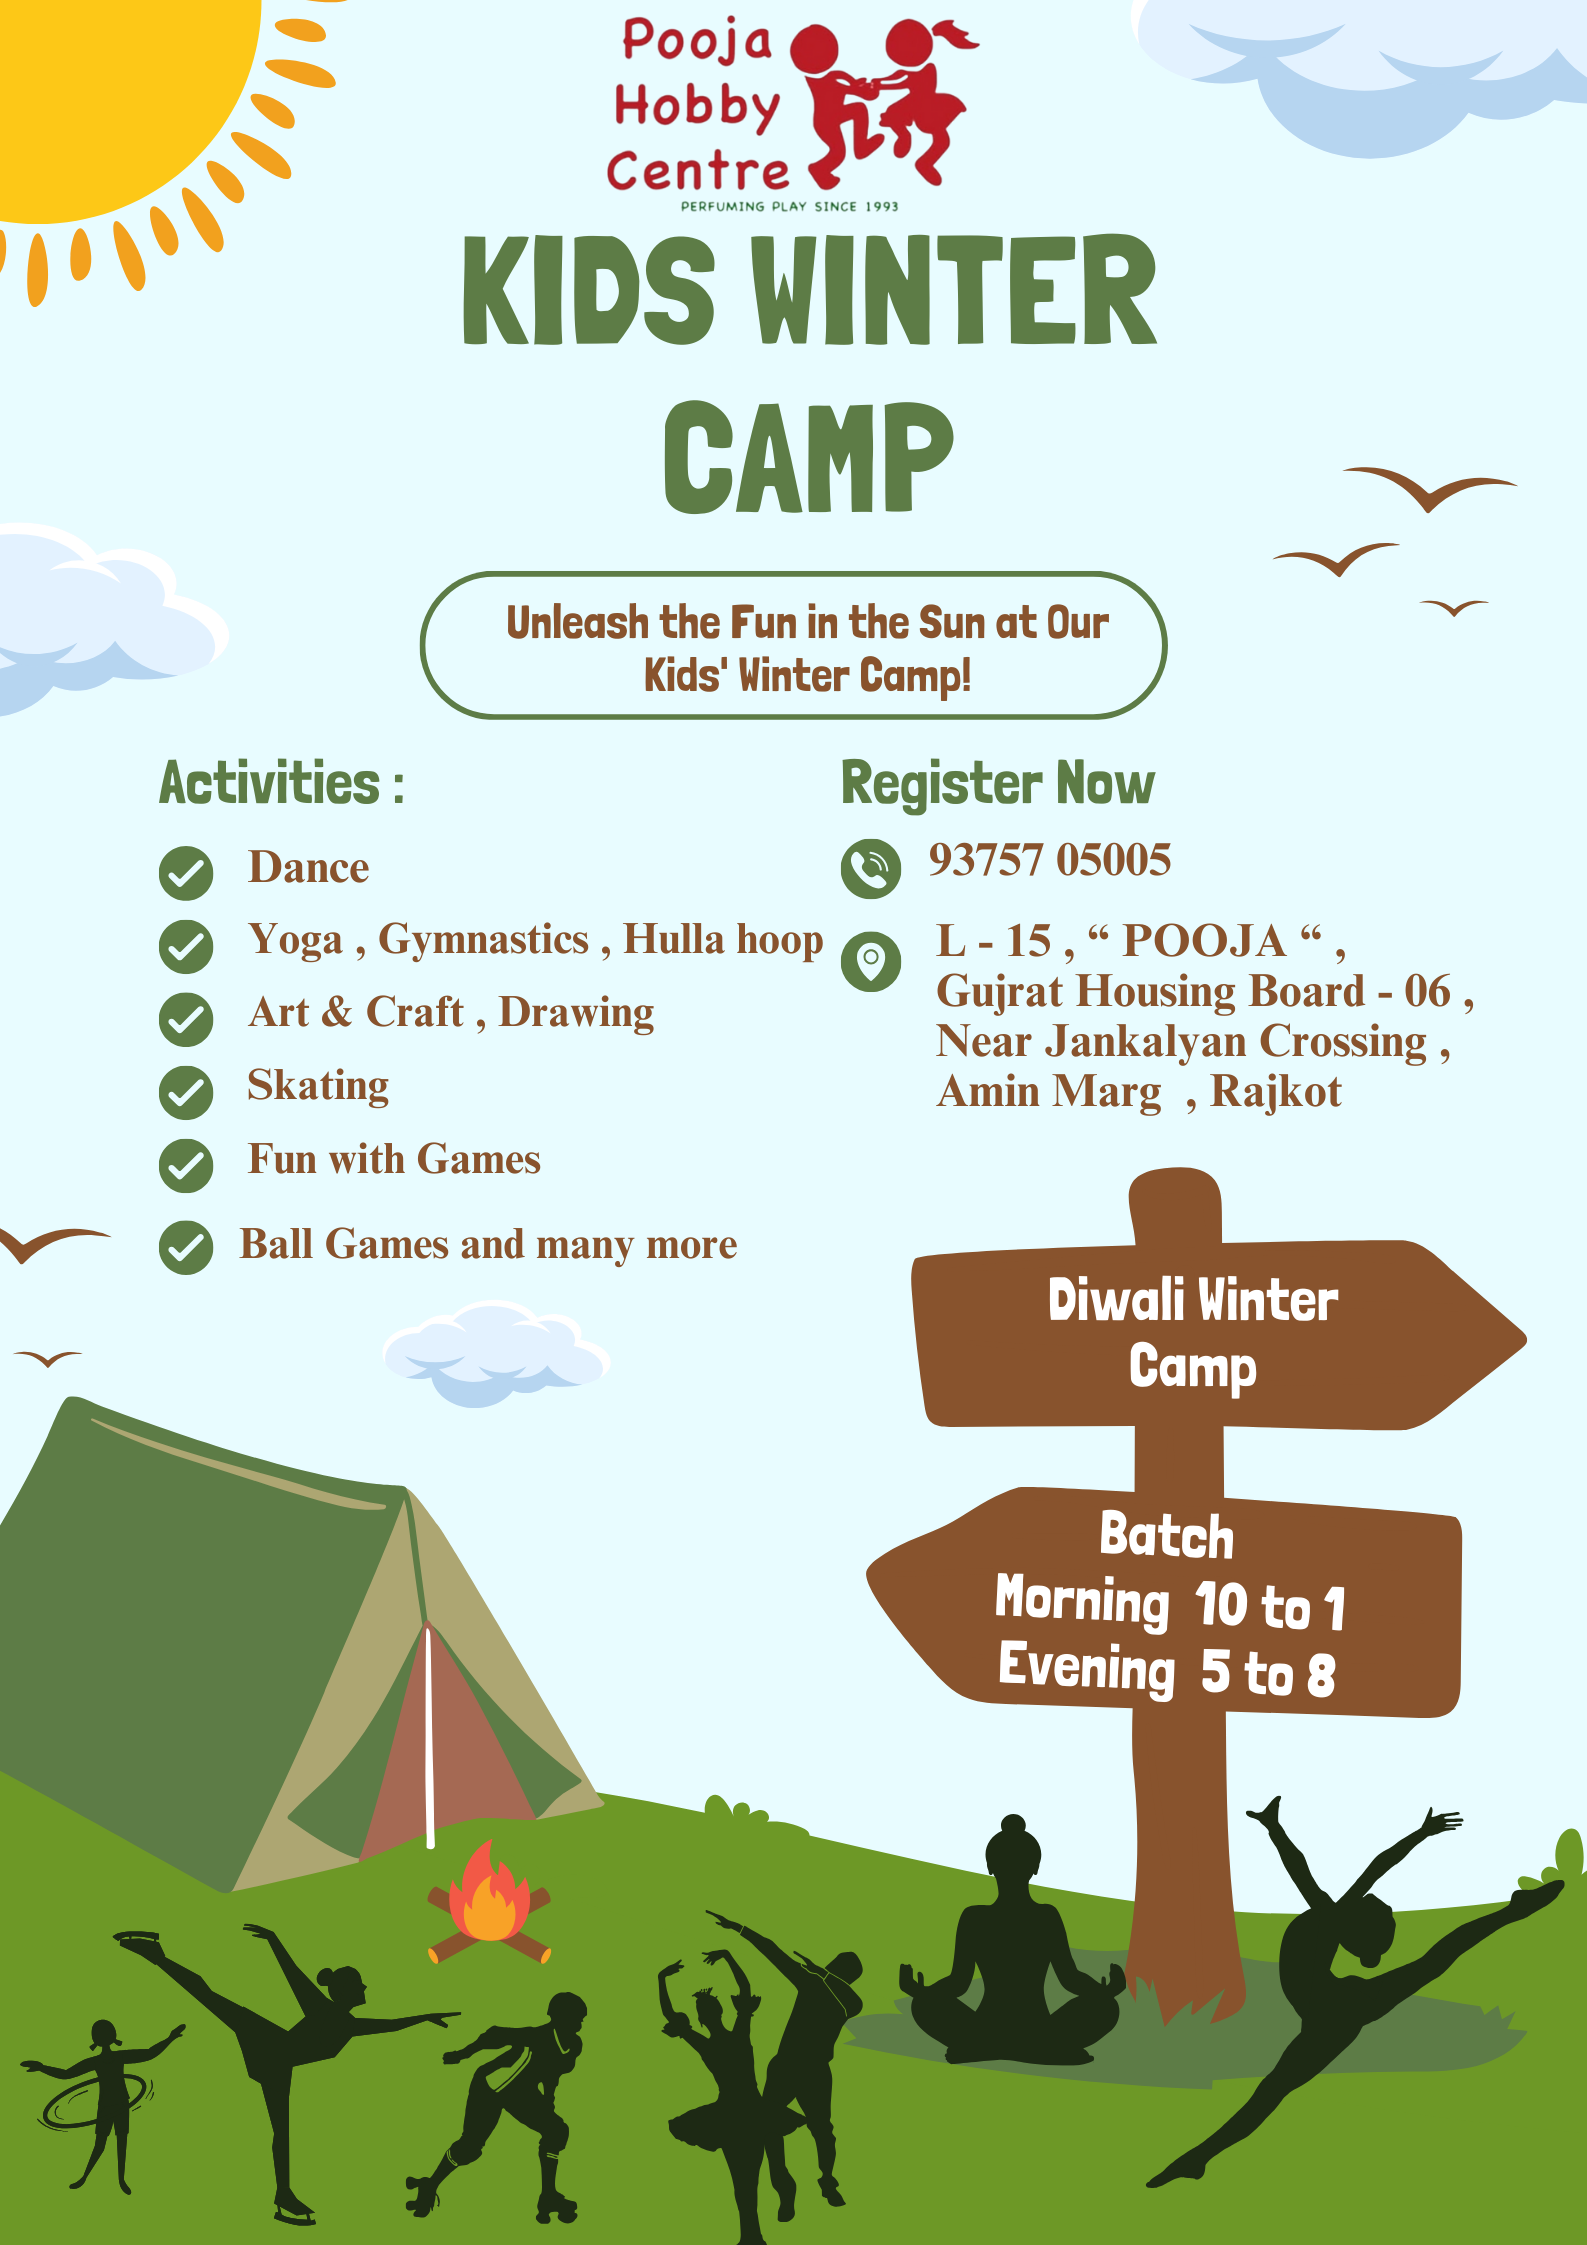 Pooja
Hobby
Centre
PERFUMING PLAY SINCE 1993
KIDS WINTER
CAMP
Unleash the Fun in the Sun at Our
Kids' Winter Camp!
Activities :
Dance
Yoga , Gymnastics , Hulla hoop
Art & Craft , Drawing
Skating
Fun with Games
Ball Games and many more
Register Now
93757 05005
L - 15 , “ POOJA “ ,
Gujrat Housing Board - 06 ,
Near Jankalyan Crossing ,
Amin Marg , Rajkot
Diwali Winter
Camp
Batch
Morning 10 to 1
Evening 5 to 8